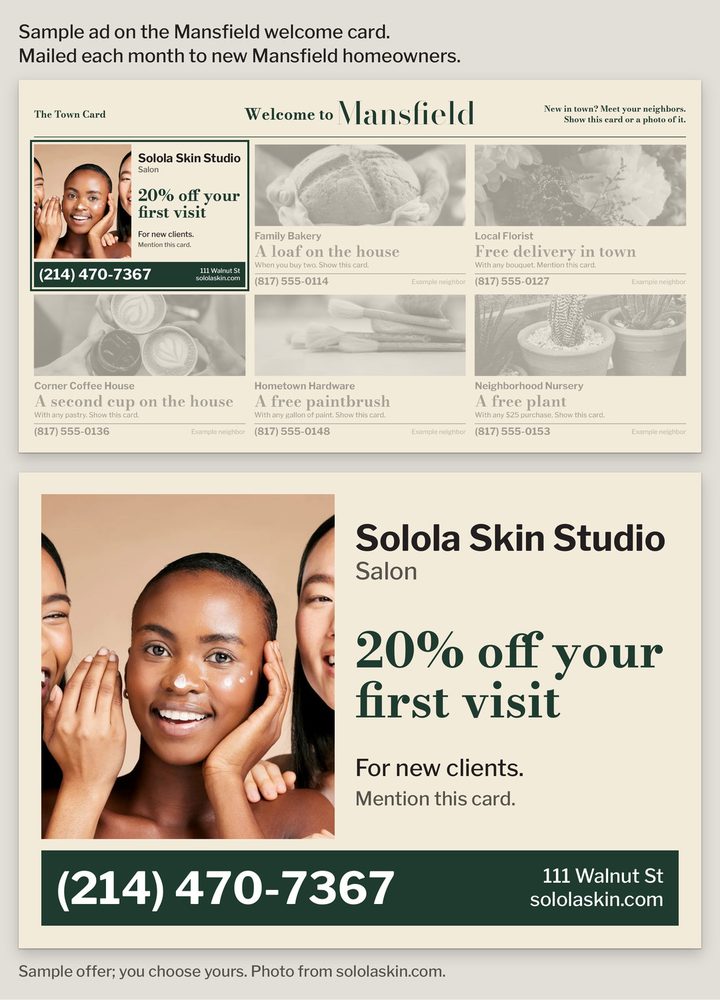 Sample ad on the Mansfield welcome card.
Mailed each month to new Mansfield homeowners.
The Town Card
Welcome to Mansfield
New in town? Meet your neighbors.
Show this card or a photo of it.
Solola Skin Studio
Salon
20% off your
first visit
For new clients.
Mention this card.
(214) 470-7367
111 Walnut St
sololaskin.com
Family Bakery
A loaf on the house
When you buy two. Show this card.
(817) 555-0114
Example neighbor
Local Florist
Free delivery in town
With any bouquet. Mention this card.
(817) 555-0127
Example neighbor
Corner Coffee House
A second cup on the house
With any pastry. Show this card.
(817) 555-0136
Example neighbor
Hometown Hardware
A free paintbrush
With any gallon of paint. Show this card.
(817) 555-0148
Example neighbor
Neighborhood Nursery
A free plant
With any $25 purchase. Show this card.
(817) 555-0153
Example neighbor
Solola Skin Studio
Salon
20% off your
first visit
For new clients.
Mention this card.
(214) 470-7367
111 Walnut St
sololaskin.com
Sample offer; you choose yours. Photo from sololaskin.com.